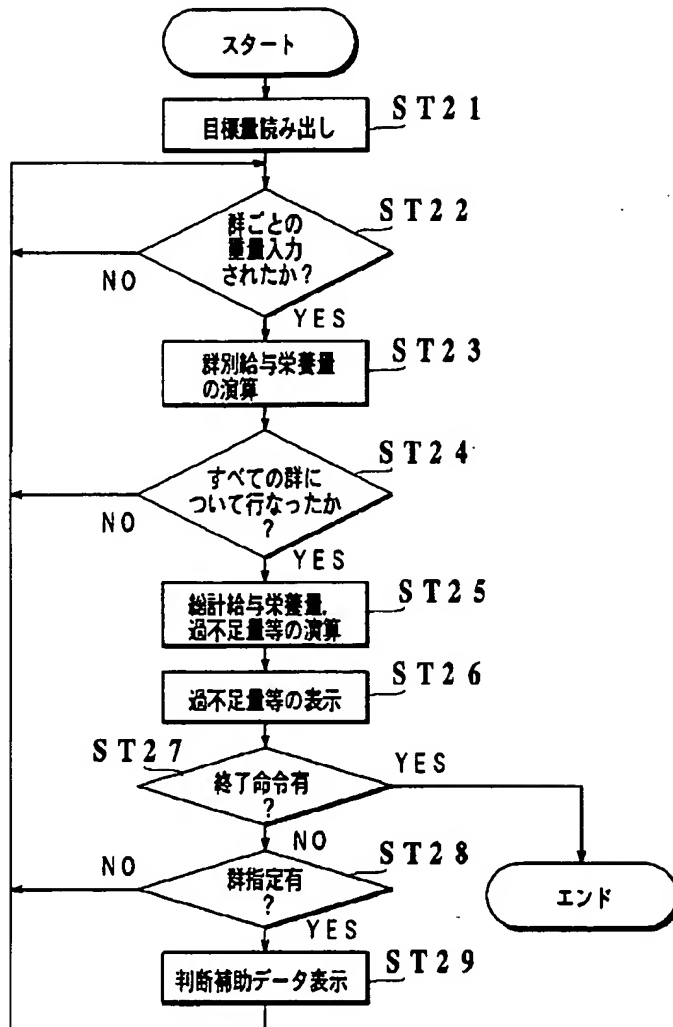 スタート
ST21
目標量読み出し
ST22
群ごとの
重量入力
されたか?
NO
YES
ST23
群別給与栄養量
の演算
ST24
すべての群に
ついて行なったか
?
NO
YES
ST25
総計給与栄養量,
過不足量等の演算
ST26
過不足量等の表示
ST27
終了命令有
?
YES
NO
ST28
群指定有
?
NO
YES
エンド
ST29
判断補助データ表示